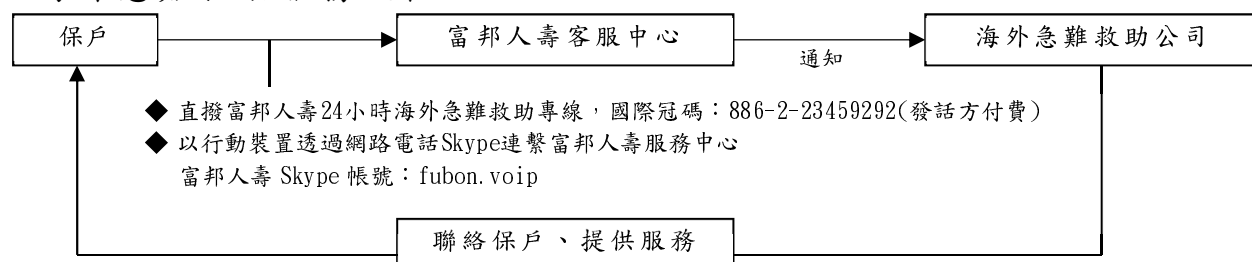 保戶
富邦人壽客服中心
海外急難救助公司
通知
◆ 直撥富邦人壽24小時海外急難救助專線，國際冠碼：886-2-23459292(發話方付費)
◆ 以行動裝置透過網路電話Skype連繫富邦人壽服務中心
富邦人壽 Skype 帳號：fubon.voip
聯絡保戶、提供服務